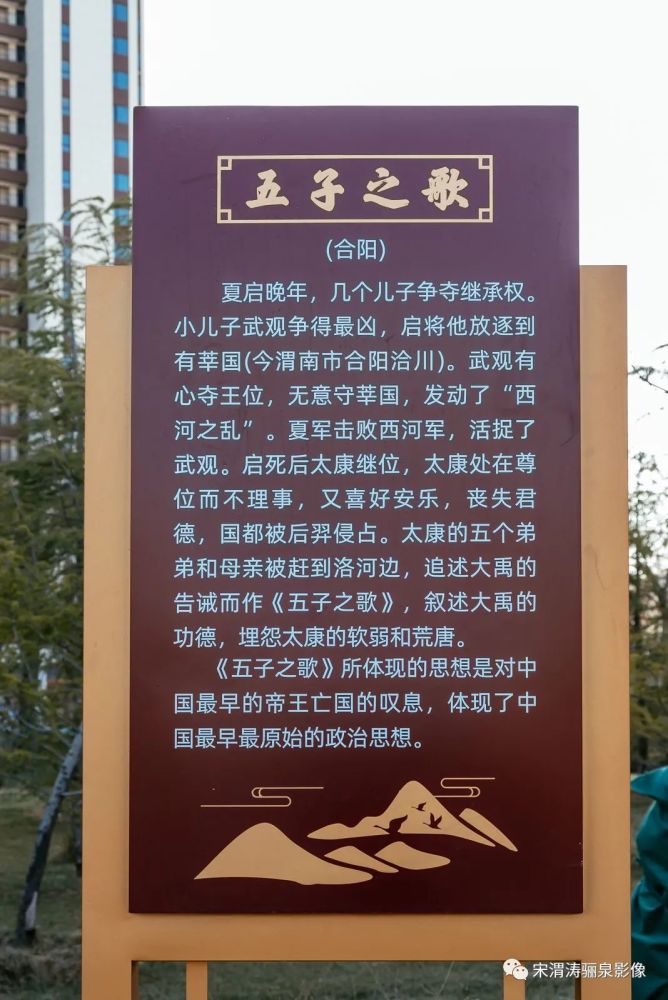 五子之歌
(合阳)
夏启晚年，几个儿子争夺继承权。
小儿子武观争得最凶，启将他放逐到
有莘国(今渭南市合阳洽川)。武观有
心夺王位，无意守莘国，发动了“西
河之乱”。夏军击败西河军，活捉了
武观。启死后太康继位，太康处在尊
位而不理事，又喜好安乐，丧失君
德，国都被后羿侵占。太康的五个弟
弟和母亲被赶到洛河边，追述大禹的
告诫而作《五子之歌》，叙述大禹的
功德，埋怨太康的软弱和荒唐。
《五子之歌》所体现的思想是对中
国最早的帝王亡国的叹息，体现了中
国最早最原始的政治思想。
宋渭涛骊泉影像